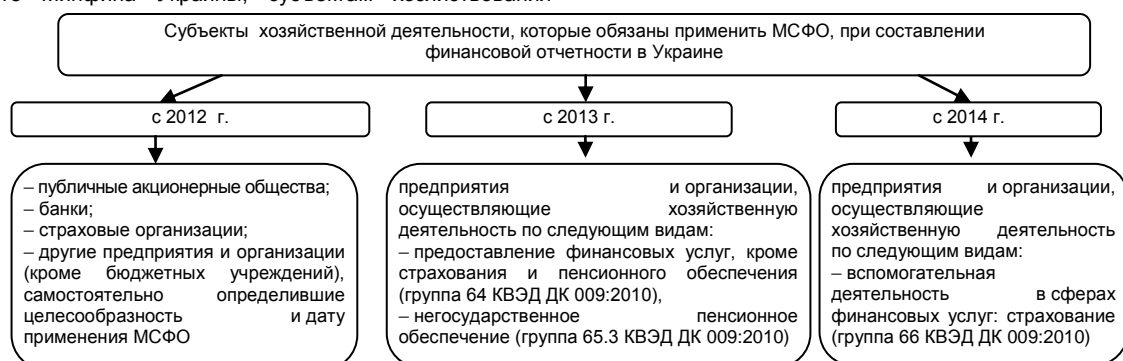 Субъекты хозяйственной деятельности, которые обязаны применить МСФО, при составлении
финансовой отчетности в Украине
с 2012 г.
с 2013 г.
с 2014 г.
– публичные акционерные общества;
– банки;
– страховые организации;
– другие предприятия и организации
(кроме бюджетных учреждений),
самостоятельно определившие
целесообразность и дату
применения МСФО
предприятия и организации,
осуществляющие хозяйственную
деятельность по следующим видам:
– предоставление финансовых услуг, кроме
страхования и пенсионного обеспечения
(группа 64 КВЭД ДК 009:2010),
– негосударственное пенсионное
обеспечение (группа 65.3 КВЭД ДК 009:2010)
предприятия и организации,
осуществляющие
хозяйственную деятельность
по следующим видам:
– вспомогательная
деятельность в сферах
финансовых услуг: страхование
(группа 66 КВЭД ДК 009:2010)